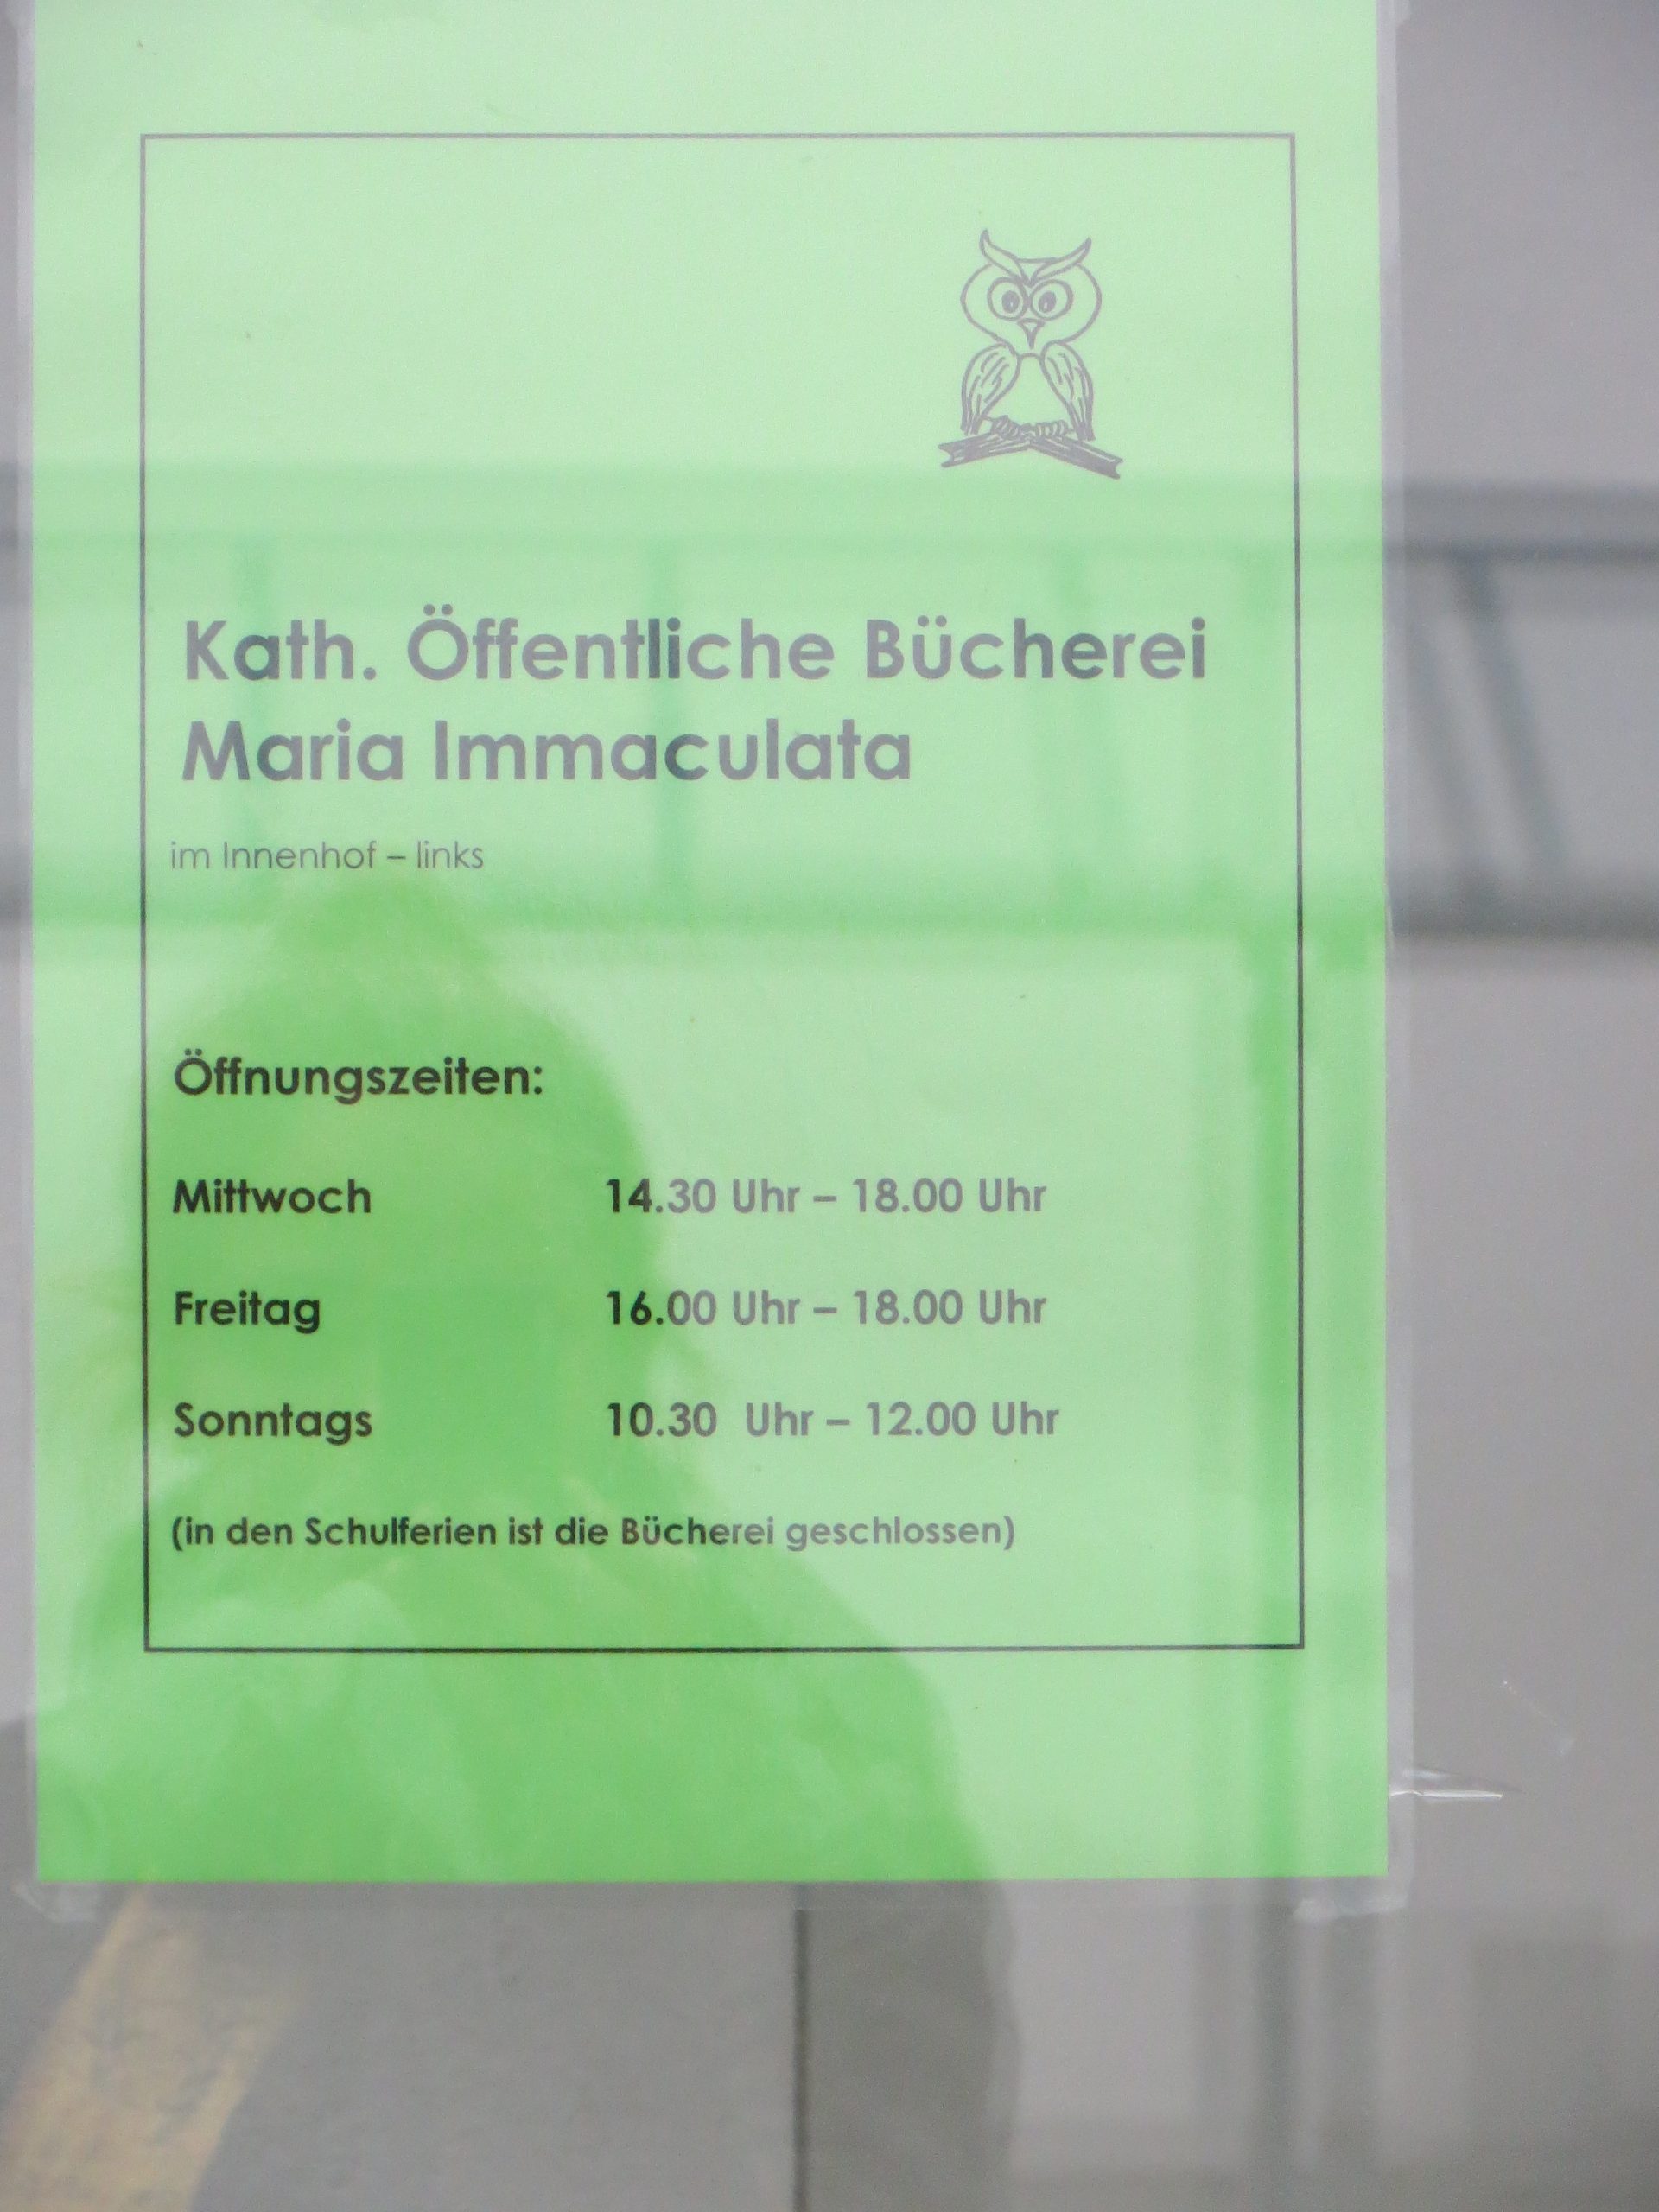 Kath. Öffentliche Bücherei
Maria Immaculata
im Innenhof – links
Öffnungszeiten:
Mittwoch 14.30 Uhr – 18.00 Uhr
Freitag 16.00 Uhr – 18.00 Uhr
Sonntags 10.30 Uhr – 12.00 Uhr
(in den Schulferien ist die Bücherei geschlossen)